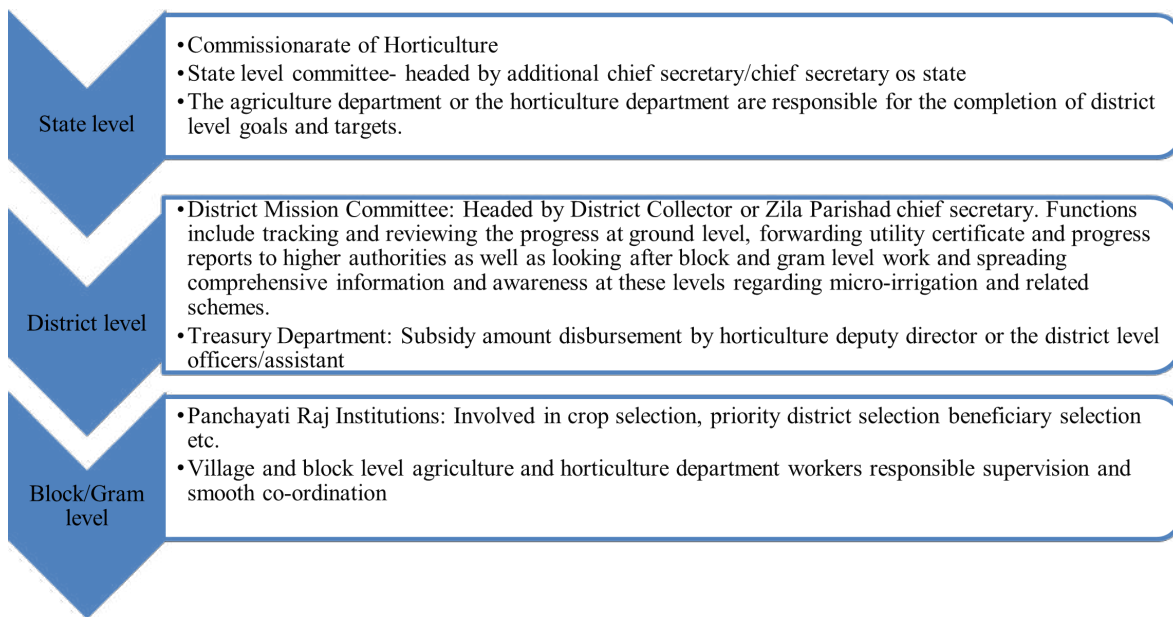 State level
•Commissionarate of Horticulture
•State level committee- headed by additional chief secretary/chief secretary os state
•The agriculture department or the horticulture department are responsible for the completion of district
level goals and targets.
District level
•District Mission Committee: Headed by District Collector or Zila Parishad chief secretary. Functions
include tracking and reviewing the progress at ground level, forwarding utility certificate and progress
reports to higher authorities as well as looking after block and gram level work and spreading
comprehensive information and awareness at these levels regarding micro-irrigation and related
schemes.
•Treasury Department: Subsidy amount disbursement by horticulture deputy director or the district level
officers/assistant
Block/Gram
level
•Panchayati Raj Institutions: Involved in crop selection, priority district selection beneficiary selection
etc.
•Village and block level agriculture and horticulture department workers responsible supervision and
smooth co-ordination